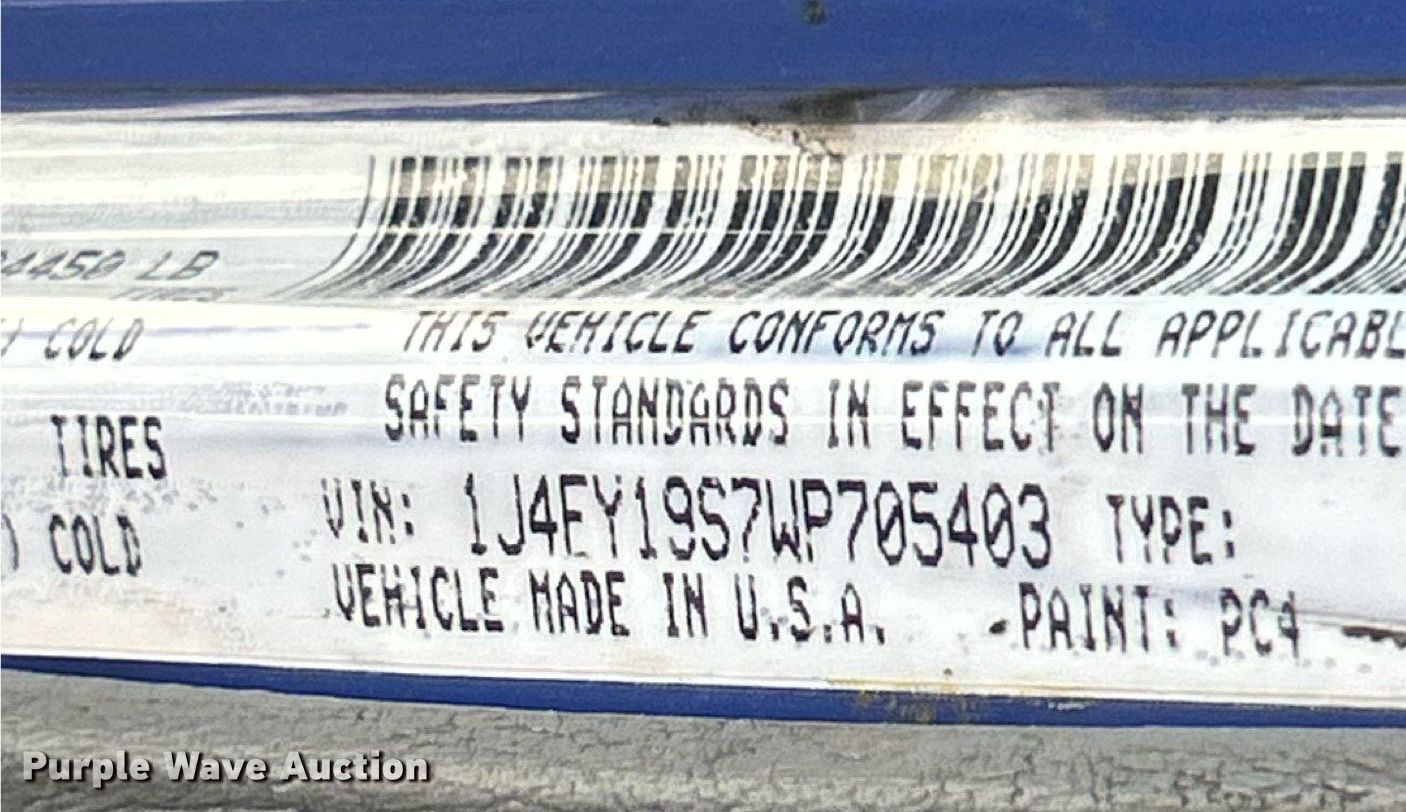 4450 LB
) COLD THIS VEHICLE CONFORMS TO ALL APPLICABL
SAFETY STANDARDS IN EFFECT ON THE DATE
TIRES
VIN: 1J4FY19S7WP705403 TYPE:
) COLD
VEHICLE MADE IN U.S.A. PAINT: PC4
Purple Wave Auction